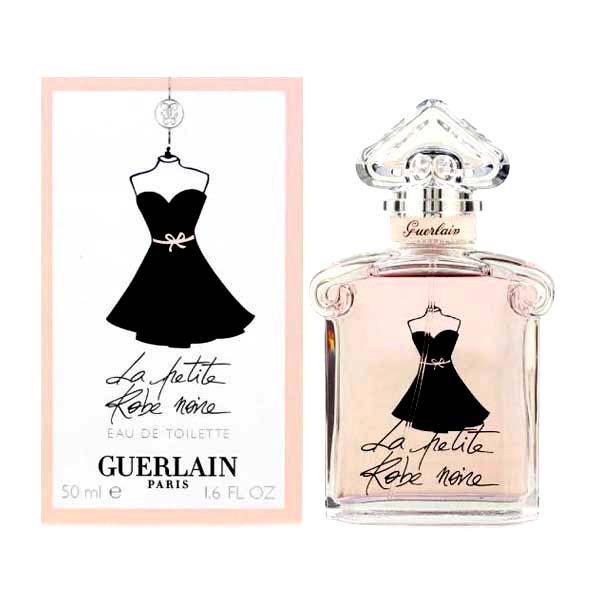 La petite
Robe noire
EAU DE TOILETTE
GUERLAIN
PARIS
50 ml e
1.6 FL OZ
Guerlain
La petite
Robe noire